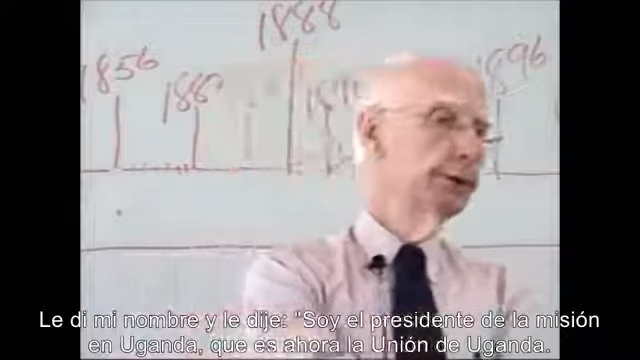 1888
1856
1896
Le di mi nombre y le dije: "Soy el presidente de la misión
en Uganda, que es ahora la Unión de Uganda.